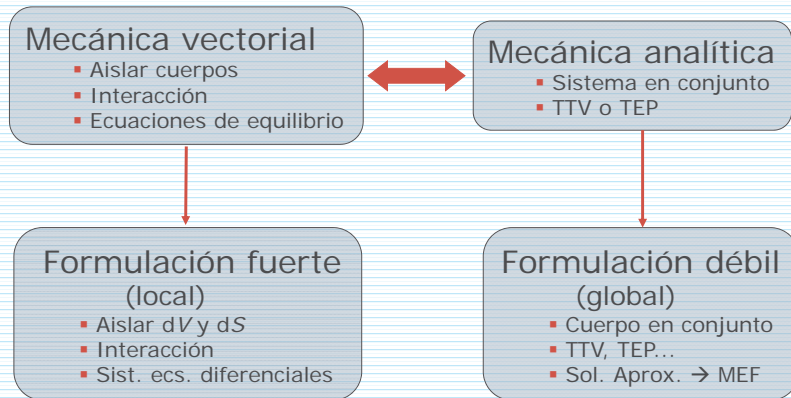 Mecánica vectorial
▪ Aislar cuerpos
▪ Interacción
▪ Ecuaciones de equilibrio
Mecánica analítica
▪ Sistema en conjunto
▪ TTV o TEP
Formulación fuerte
(local)
▪ Aislar dV y dS
▪ Interacción
▪ Sist. ecs. diferenciales
Formulación débil
(global)
▪ Cuerpo en conjunto
▪ TTV, TEP...
▪ Sol. Aprox. → MEF